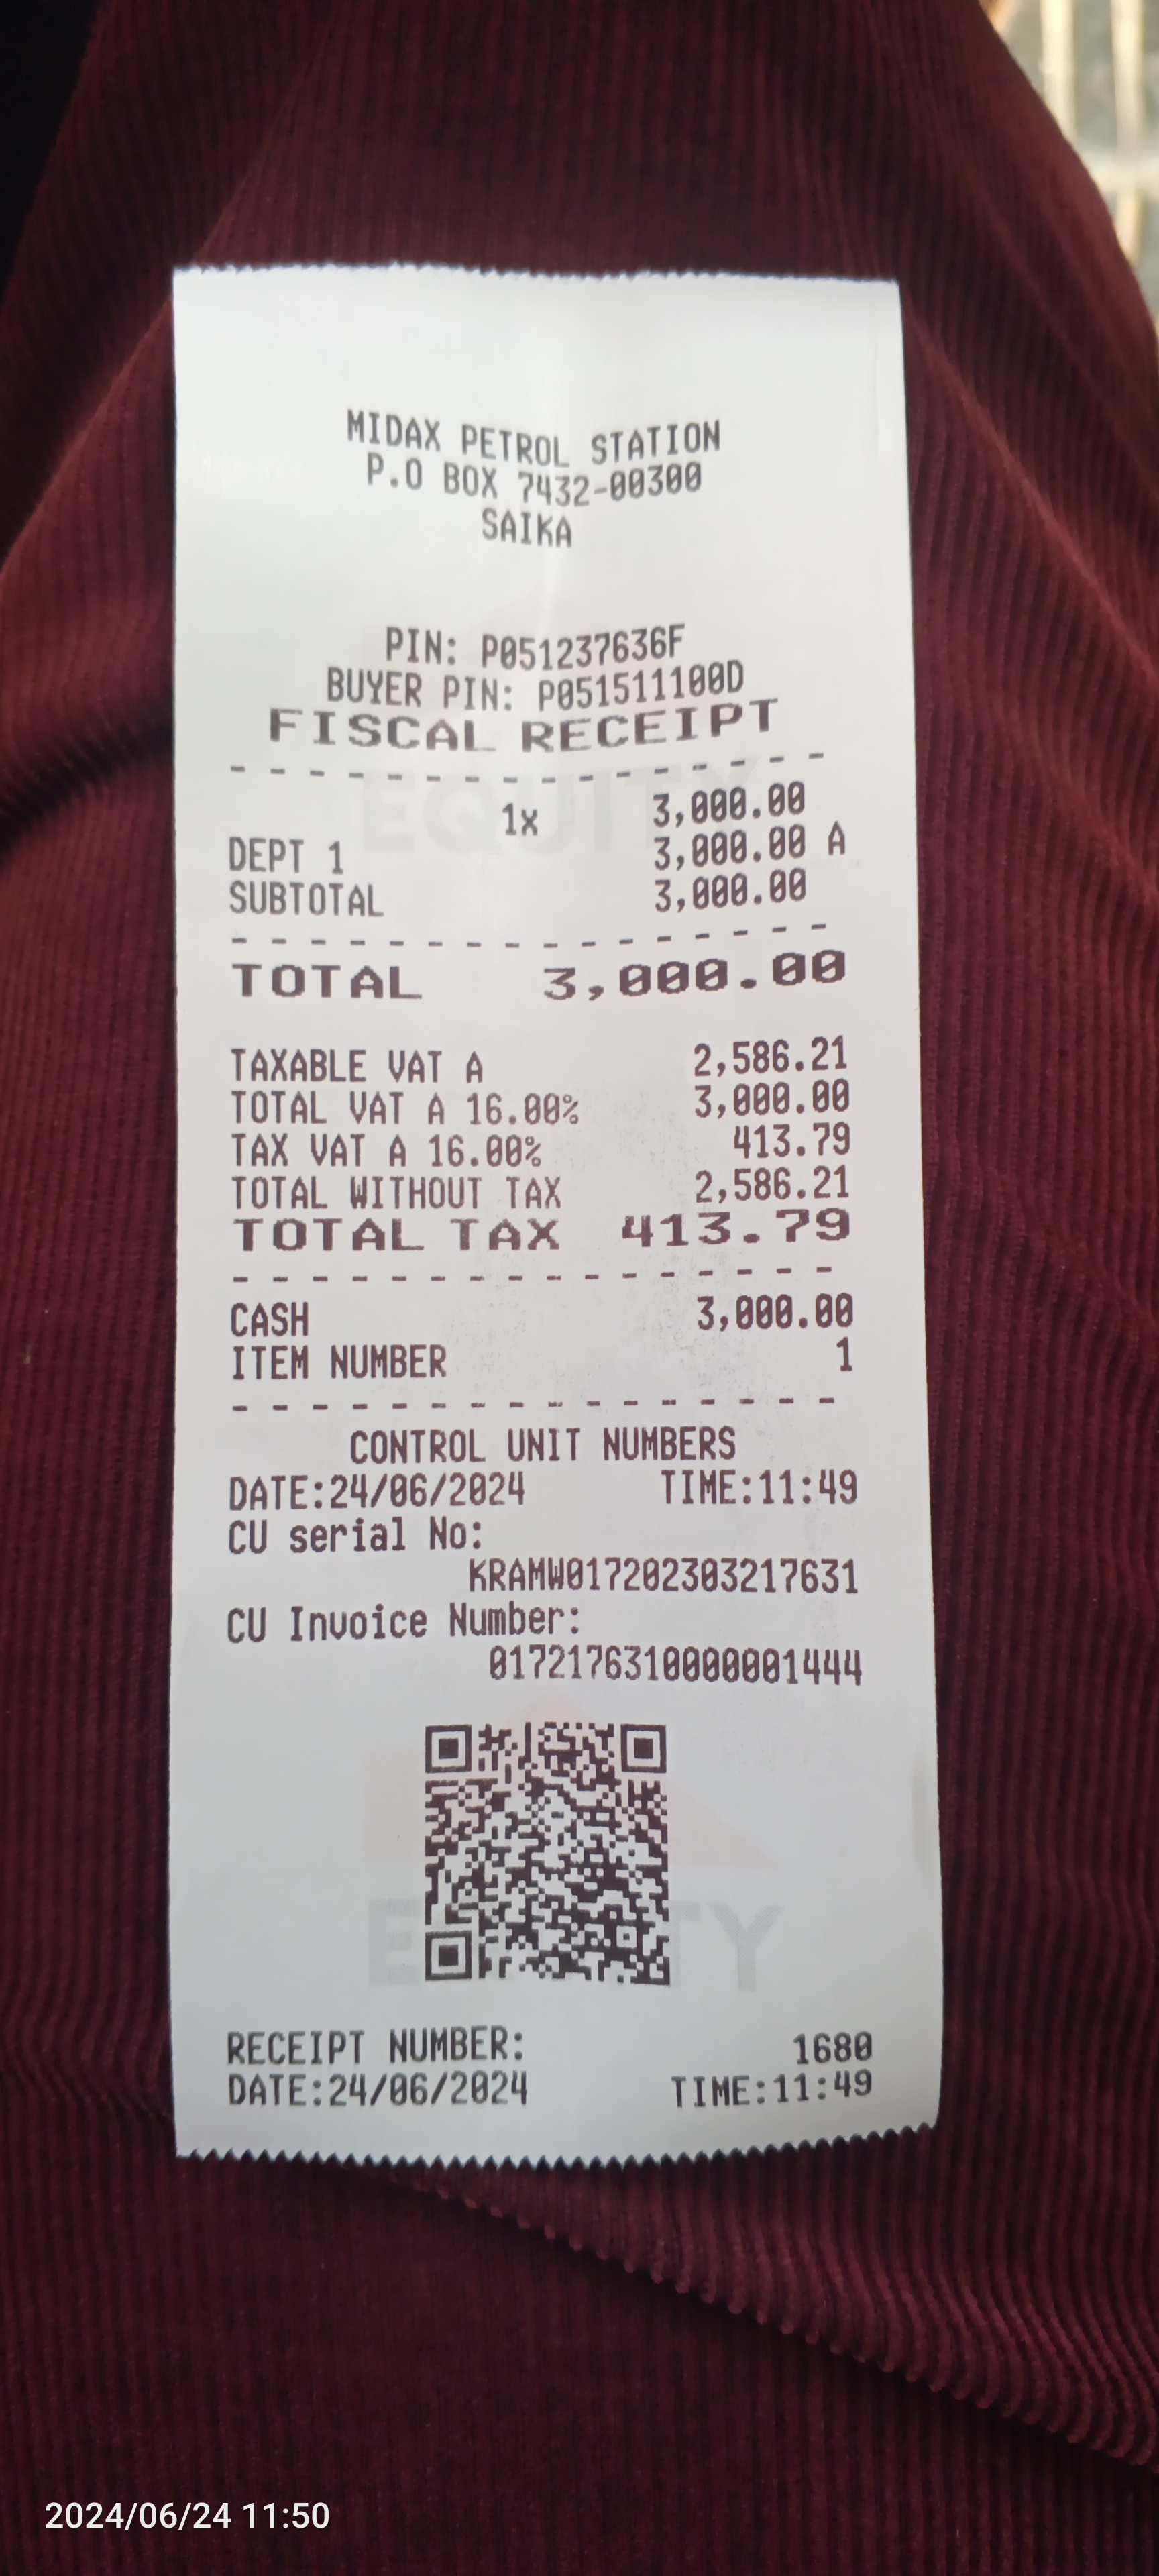 MIDAX PETROL STATION
P.O BOX 7432-00300
SAIKA
PIN: P051237636F
BUYER PIN: P051511100D
FISCAL RECEIPT
- - - - - - - - - - - - - - - -
1x 3,000.00
DEPT 1 3,000.00 A
SUBTOTAL 3,000.00
- - - - - - - - - - - - - - - -
TOTAL 3,000.00
TAXABLE VAT A 2,586.21
TOTAL VAT A 16.00% 3,000.00
TAX VAT A 16.00% 413.79
TOTAL WITHOUT TAX 2,586.21
TOTAL TAX 413.79
- - - - - - - - - - - - - - - -
CASH 3,000.00
ITEM NUMBER 1
- - - - - - - - - - - - - - - -
CONTROL UNIT NUMBERS
DATE:24/06/2024 TIME:11:49
CU serial No:
KRAMW017202303217631
CU Invoice Number:
0172176310000001444
EQUITY
EQUITY
RECEIPT NUMBER: 1680
DATE:24/06/2024 TIME:11:49
2024/06/24 11:50